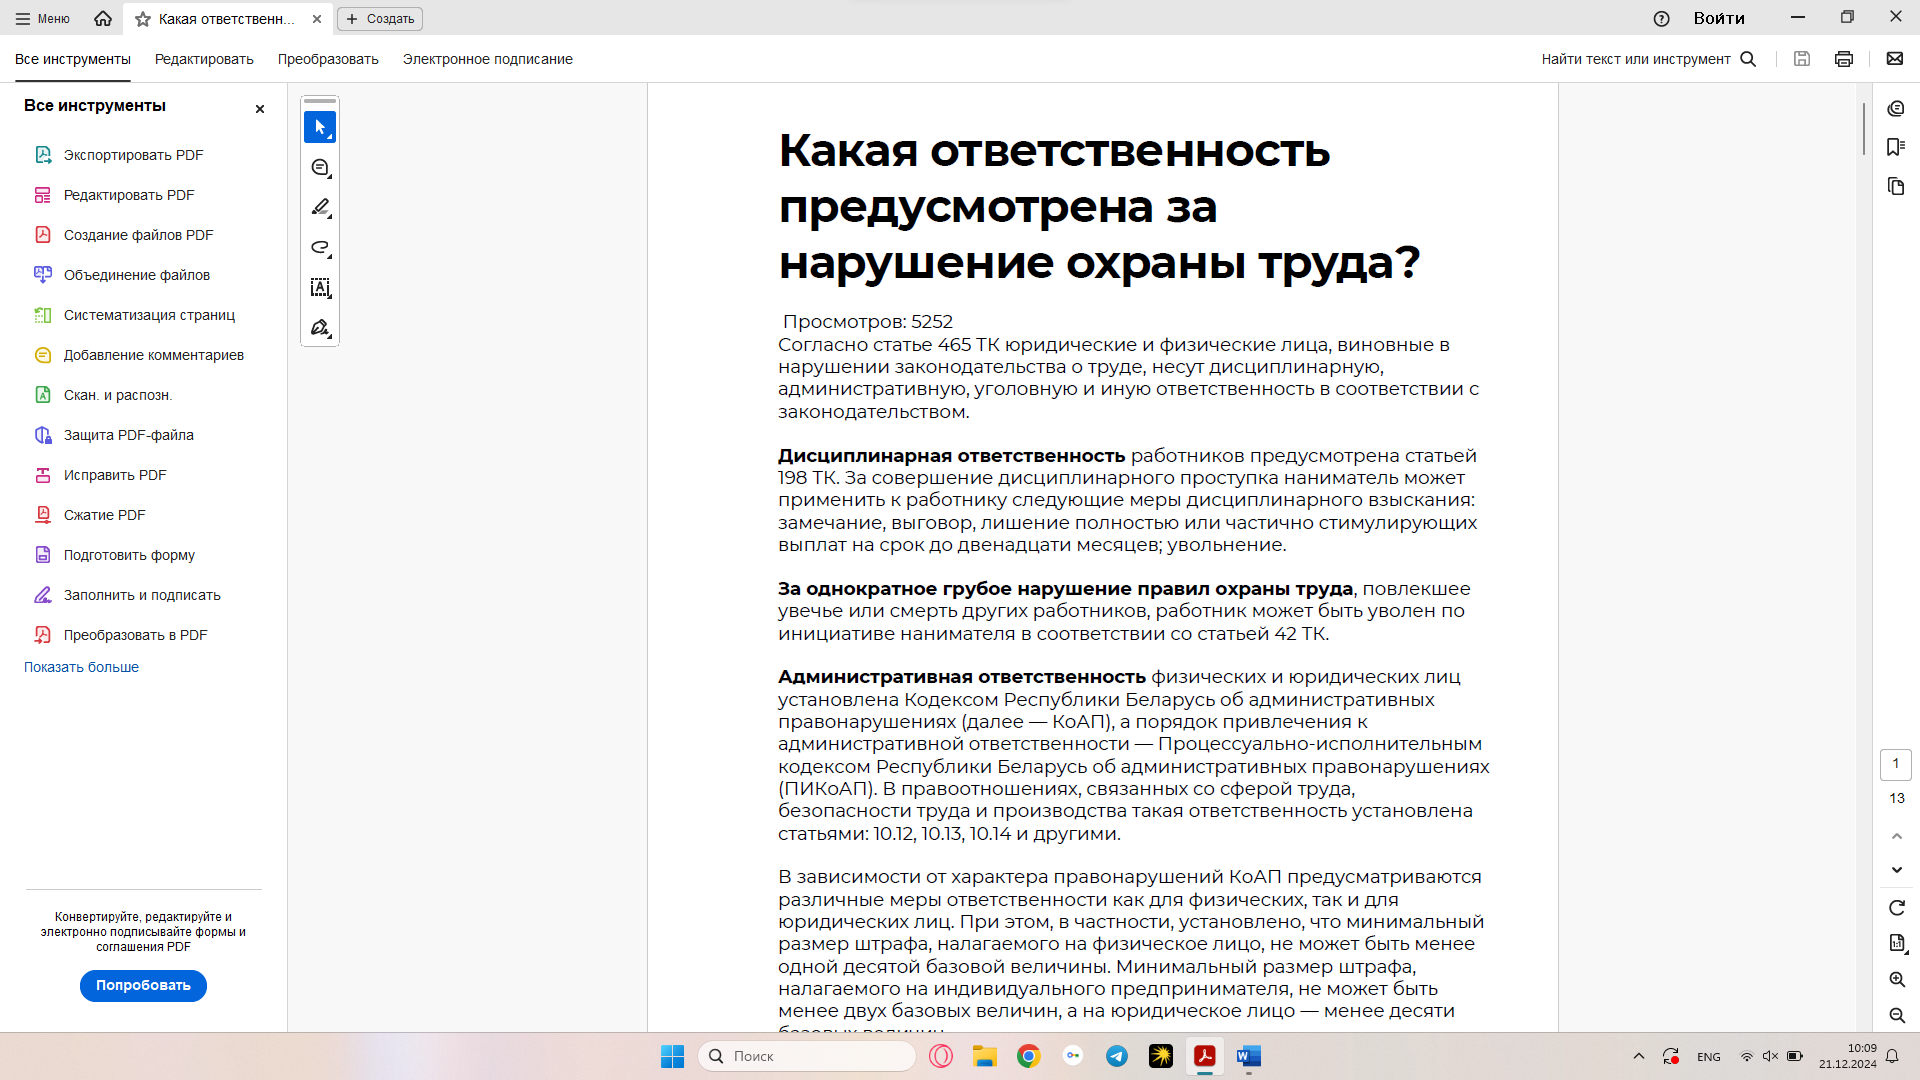 Меню
Какая ответственн...
Создать
Войти
Все инструменты
Редактировать
Преобразовать
Электронное подписание
Найти текст или инструмент
Все инструменты
Экспортировать PDF
Редактировать PDF
Создание файлов PDF
Объединение файлов
Систематизация страниц
Добавление комментариев
Скан. и распозн.
Защита PDF-файла
Исправить PDF
Сжатие PDF
Подготовить форму
Заполнить и подписать
Преобразовать в PDF
Показать больше
Конвертируйте, редактируйте и
электронно подписывайте формы и
соглашения PDF
Попробовать
Какая ответственность
предусмотрена за
нарушение охраны труда?
Просмотров: 5252
Согласно статье 465 ТК юридические и физические лица, виновные в
нарушении законодательства о труде, несут дисциплинарную,
административную, уголовную и иную ответственность в соответствии с
законодательством.
Дисциплинарная ответственность работников предусмотрена статьей
198 ТК. За совершение дисциплинарного проступка наниматель может
применить к работнику следующие меры дисциплинарного взыскания:
замечание, выговор, лишение полностью или частично стимулирующих
выплат на срок до двенадцати месяцев; увольнение.
За однократное грубое нарушение правил охраны труда, повлекшее
увечье или смерть других работников, работник может быть уволен по
инициативе нанимателя в соответствии со статьей 42 ТК.
Административная ответственность физических и юридических лиц
установлена Кодексом Республики Беларусь об административных
правонарушениях (далее — КоАП), а порядок привлечения к
административной ответственности — Процессуально-исполнительным
кодексом Республики Беларусь об административных правонарушениях
(ПИКоАП). В правоотношениях, связанных со сферой труда,
безопасности труда и производства такая ответственность установлена
статьями: 10.12, 10.13, 10.14 и другими.
В зависимости от характера правонарушений КоАП предусматриваются
различные меры ответственности как для физических, так и для
юридических лиц. При этом, в частности, установлено, что минимальный
размер штрафа, налагаемого на физическое лицо, не может быть менее
одной десятой базовой величины. Минимальный размер штрафа,
налагаемого на индивидуального предпринимателя, не может быть
менее двух базовых величин, а на юридическое лицо — менее десяти
базовых величин.
1
13
Поиск
ENG
10:09
21.12.2024